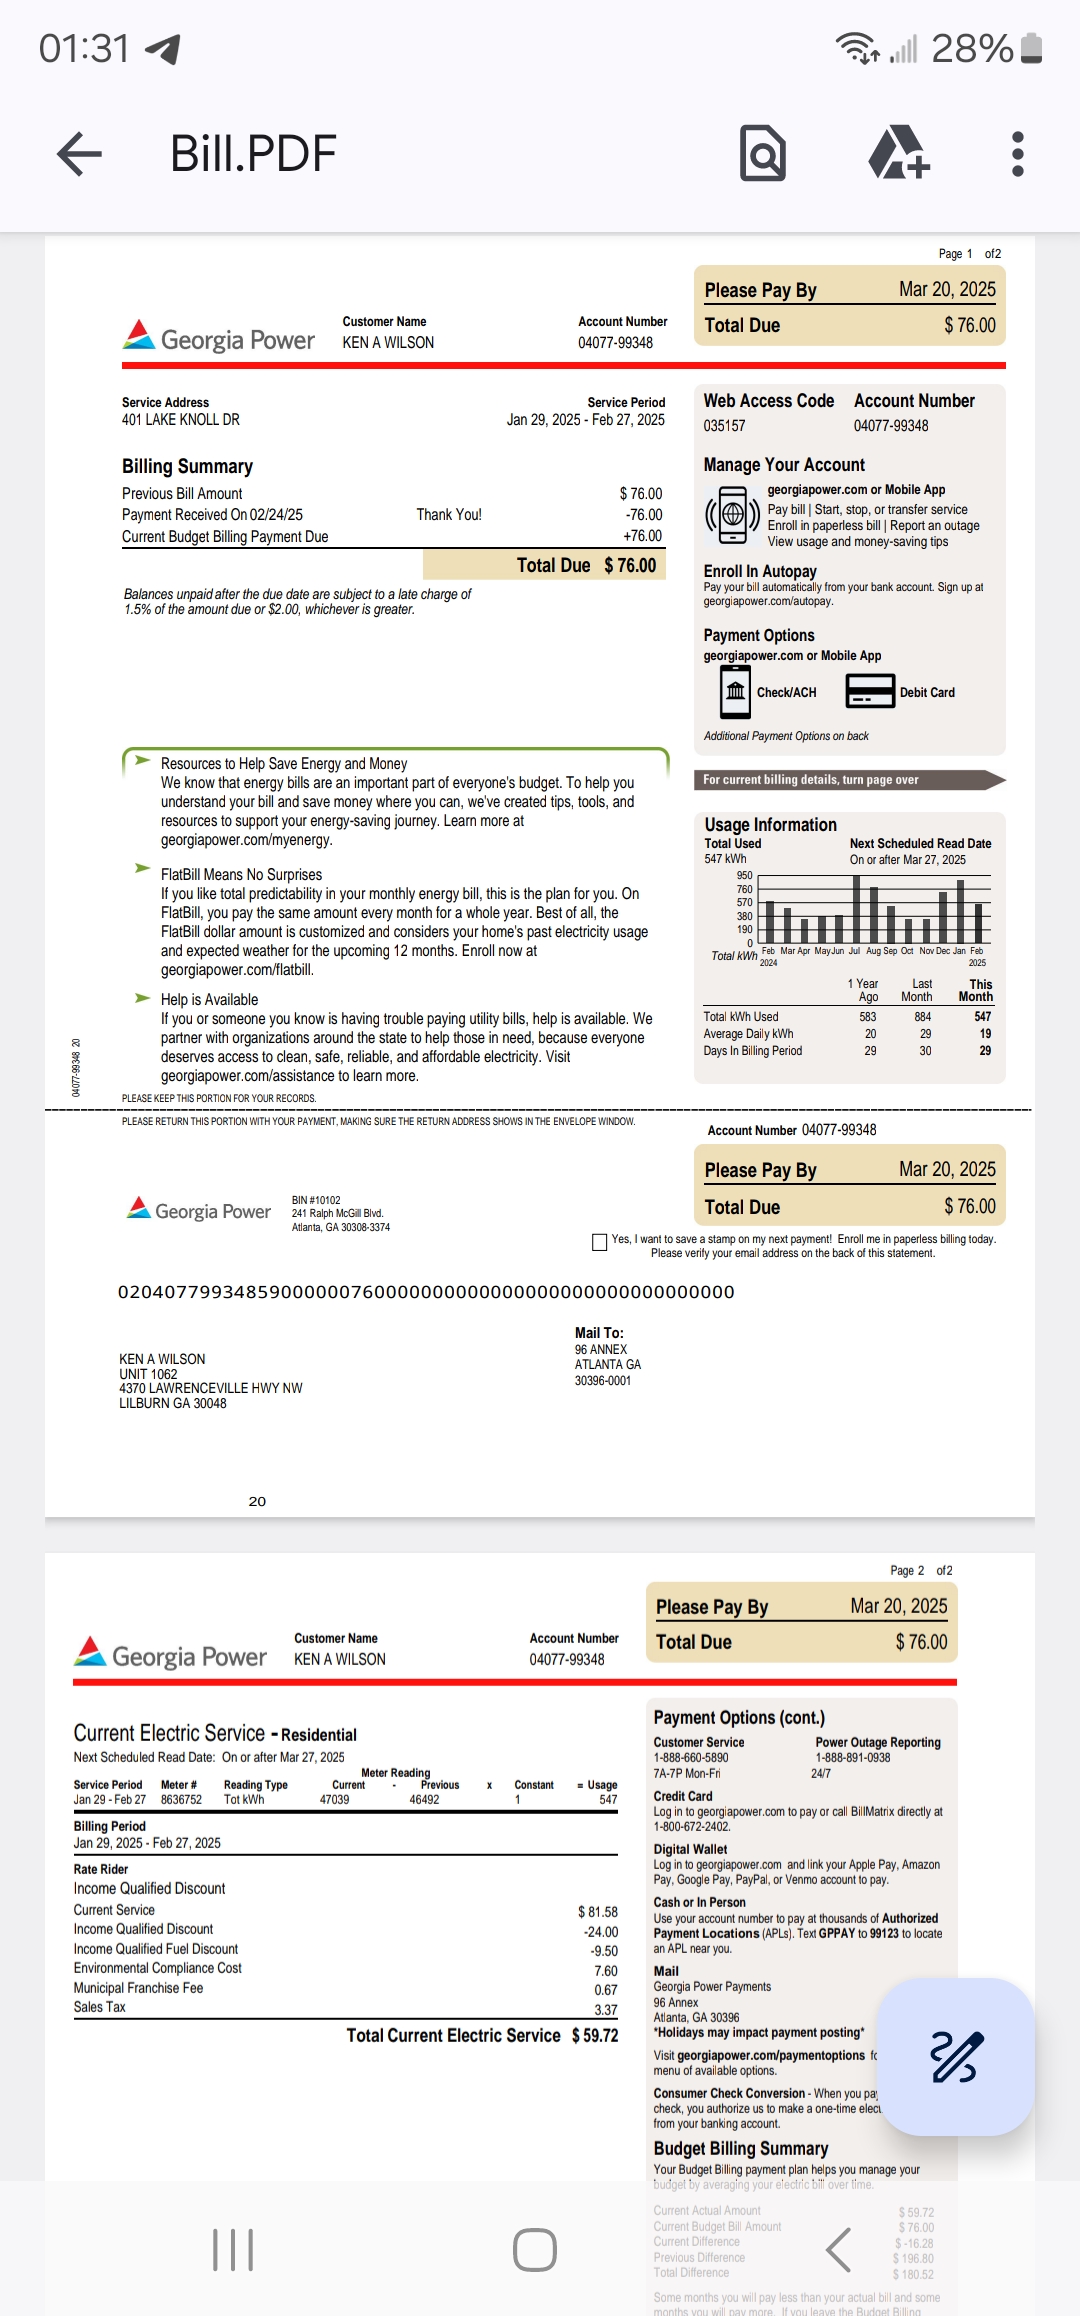 01:31
28%
Bill.PDF
Page 1 of2
Please Pay By Mar 20, 2025
Total Due $ 76.00
Georgia Power
Customer Name
KEN A WILSON
Account Number
04077-99348
Service Address
401 LAKE KNOLL DR
Service Period
Jan 29, 2025 - Feb 27, 2025
Billing Summary
Previous Bill Amount $ 76.00
Payment Received On 02/24/25 Thank You! -76.00
Current Budget Billing Payment Due +76.00
Total Due $ 76.00
Balances unpaid after the due date are subject to a late charge of
1.5% of the amount due or $2.00, whichever is greater.
Web Access Code Account Number
035157 04077-99348
Manage Your Account
georgiapower.com or Mobile App
Pay bill | Start, stop, or transfer service
Enroll in paperless bill | Report an outage
View usage and money-saving tips
Enroll In Autopay
Pay your bill automatically from your bank account. Sign up at
georgiapower.com/autopay.
Payment Options
georgiapower.com or Mobile App
Check/ACH Debit Card
Additional Payment Options on back
For current billing details, turn page over
Resources to Help Save Energy and Money
We know that energy bills are an important part of everyone's budget. To help you
understand your bill and save money where you can, we've created tips, tools, and
resources to support your energy-saving journey. Learn more at
georgiapower.com/myenergy.
FlatBill Means No Surprises
If you like total predictability in your monthly energy bill, this is the plan for you. On
FlatBill, you pay the same amount every month for a whole year. Best of all, the
FlatBill dollar amount is customized and considers your home's past electricity usage
and expected weather for the upcoming 12 months. Enroll now at
georgiapower.com/flatbill.
Help is Available
If you or someone you know is having trouble paying utility bills, help is available. We
partner with organizations around the state to help those in need, because everyone
deserves access to clean, safe, reliable, and affordable electricity. Visit
georgiapower.com/assistance to learn more.
Usage Information
Total Used Next Scheduled Read Date
547 kWh On or after Mar 27, 2025
950
760
570
380
190
0
Total kWh
Feb Mar Apr May Jun Jul Aug Sep Oct Nov Dec Jan Feb
2024 2025
1 Year Last This
Ago Month Month
Total kWh Used 583 884 547
Average Daily kWh 20 29 19
Days In Billing Period 29 30 29
04077-99348 20
PLEASE KEEP THIS PORTION FOR YOUR RECORDS.
PLEASE RETURN THIS PORTION WITH YOUR PAYMENT, MAKING SURE THE RETURN ADDRESS SHOWS IN THE ENVELOPE WINDOW.
Account Number 04077-99348
Please Pay By Mar 20, 2025
Total Due $ 76.00
Georgia Power
BIN #10102
241 Ralph McGill Blvd.
Atlanta, GA 30308-3374
Yes, I want to save a stamp on my next payment! Enroll me in paperless billing today.
Please verify your email address on the back of this statement.
KEN A WILSON
UNIT 1062
4370 LAWRENCEVILLE HWY NW
LILBURN GA 30048
Mail To:
96 ANNEX
ATLANTA GA
30396-0001
20
Page 2 of2
Please Pay By Mar 20, 2025
Total Due $ 76.00
Georgia Power
Customer Name
KEN A WILSON
Account Number
04077-99348
Current Electric Service - Residential
Next Scheduled Read Date: On or after Mar 27, 2025
Meter Reading
Service Period Meter # Reading Type Current - Previous x Constant = Usage
Jan 29 - Feb 27 8636752 Tot kWh 47039 46492 1 547
Billing Period
Jan 29, 2025 - Feb 27, 2025
Rate Rider
Income Qualified Discount
Current Service $ 81.58
Income Qualified Discount -24.00
Income Qualified Fuel Discount -9.50
Environmental Compliance Cost 7.60
Municipal Franchise Fee 0.67
Sales Tax 3.37
Total Current Electric Service $ 59.72
Payment Options (cont.)
Customer Service Power Outage Reporting
1-888-660-5890 1-888-891-0938
7A-7P Mon-Fri 24/7
Credit Card
Log in to georgiapower.com to pay or call BillMatrix directly at
1-800-672-2402.
Digital Wallet
Log in to georgiapower.com and link your Apple Pay, Amazon
Pay, Google Pay, PayPal, or Venmo account to pay.
Cash or In Person
Use your account number to pay at thousands of Authorized
Payment Locations (APLs). Text GPPAY to 99123 to locate
an APL near you.
Mail
Georgia Power Payments
96 Annex
Atlanta, GA 30396
*Holidays may impact payment posting*
Visit georgiapower.com/paymentoptions
menu of available options.
Consumer Check Conversion - When you
check, you authorize us to make a one-time
from your banking account.
Budget Billing Summary
Your Budget Billing payment plan helps you manage your
budget by averaging your electric bill over time.
Current Actual Amount $ 59.72
Current Budget Bill Amount $ 76.00
Current Difference $ -16.28
Previous Difference $ 196.80
Total Difference $ 180.52
Some months you will pay less than your actual bill and some
months you will pay more. If you leave the Budget Billing